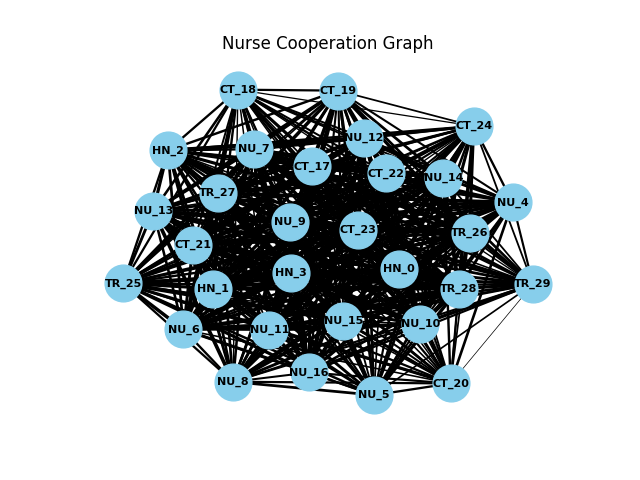 Nurse Cooperation Graph
CT_18
CT_19
CT_24
NU_12
NU_7
HN_2
CT_17
CT_22
NU_14
TR_27
NU_4
NU_13
NU_9
CT_23
TR_26
CT_21
HN_3
HN_0
TR_25
HN_1
TR_28
TR_29
NU_6
NU_11
NU_15
NU_10
NU_8
NU_16
CT_20
NU_5